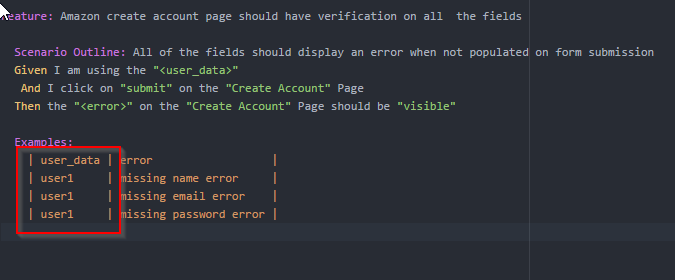 eature: Amazon create account page should have verification on all the fields
Scenario Outline: All of the fields should display an error when not populated on form submission
Given I am using the "<user_data>"
And I click on "submit" on the "Create Account" Page
Then the "<error>" on the "Create Account" Page should be "visible"
Examples:
| user_data | error |
| user1 | missing name error |
| user1 | missing email error |
| user1 | missing password error |